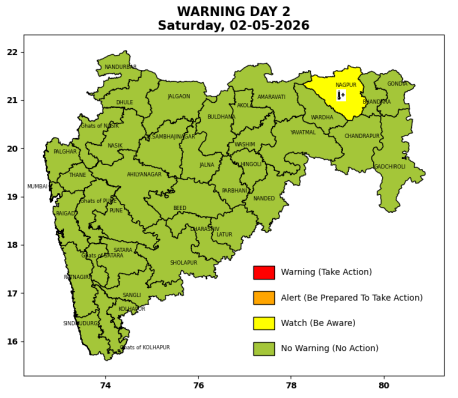 WARNING DAY 2
Saturday, 02-05-2026
22
21
20
19
18
17
16
74
76
78
80
NANDURBAR
DHULE
JALGAON
AKOLA
AMARAVATI
NAGPUR
GONDIA
BHANDARA
BULDHANA
WARDHA
Ghats of NASIK
NASIK
SAMBHAJINAGAR
WASHIM
YAVATMAL
CHANDRAPUR
PALGHAR
THANE
AHILYANAGAR
JALNA
HINGOLI
GADCHIROLI
MUMBAI
Ghats of PUNE
PUNE
RAIGAD
BEED
PARBHANI
NANDED
DHARASHIV
LATUR
SATARA
Ghats of SATARA
SHOLAPUR
RATNAGIRI
SANGLI
KOLHAPUR
SINDHUDURG
Ghats of KOLHAPUR
Warning (Take Action)
Alert (Be Prepared To Take Action)
Watch (Be Aware)
No Warning (No Action)